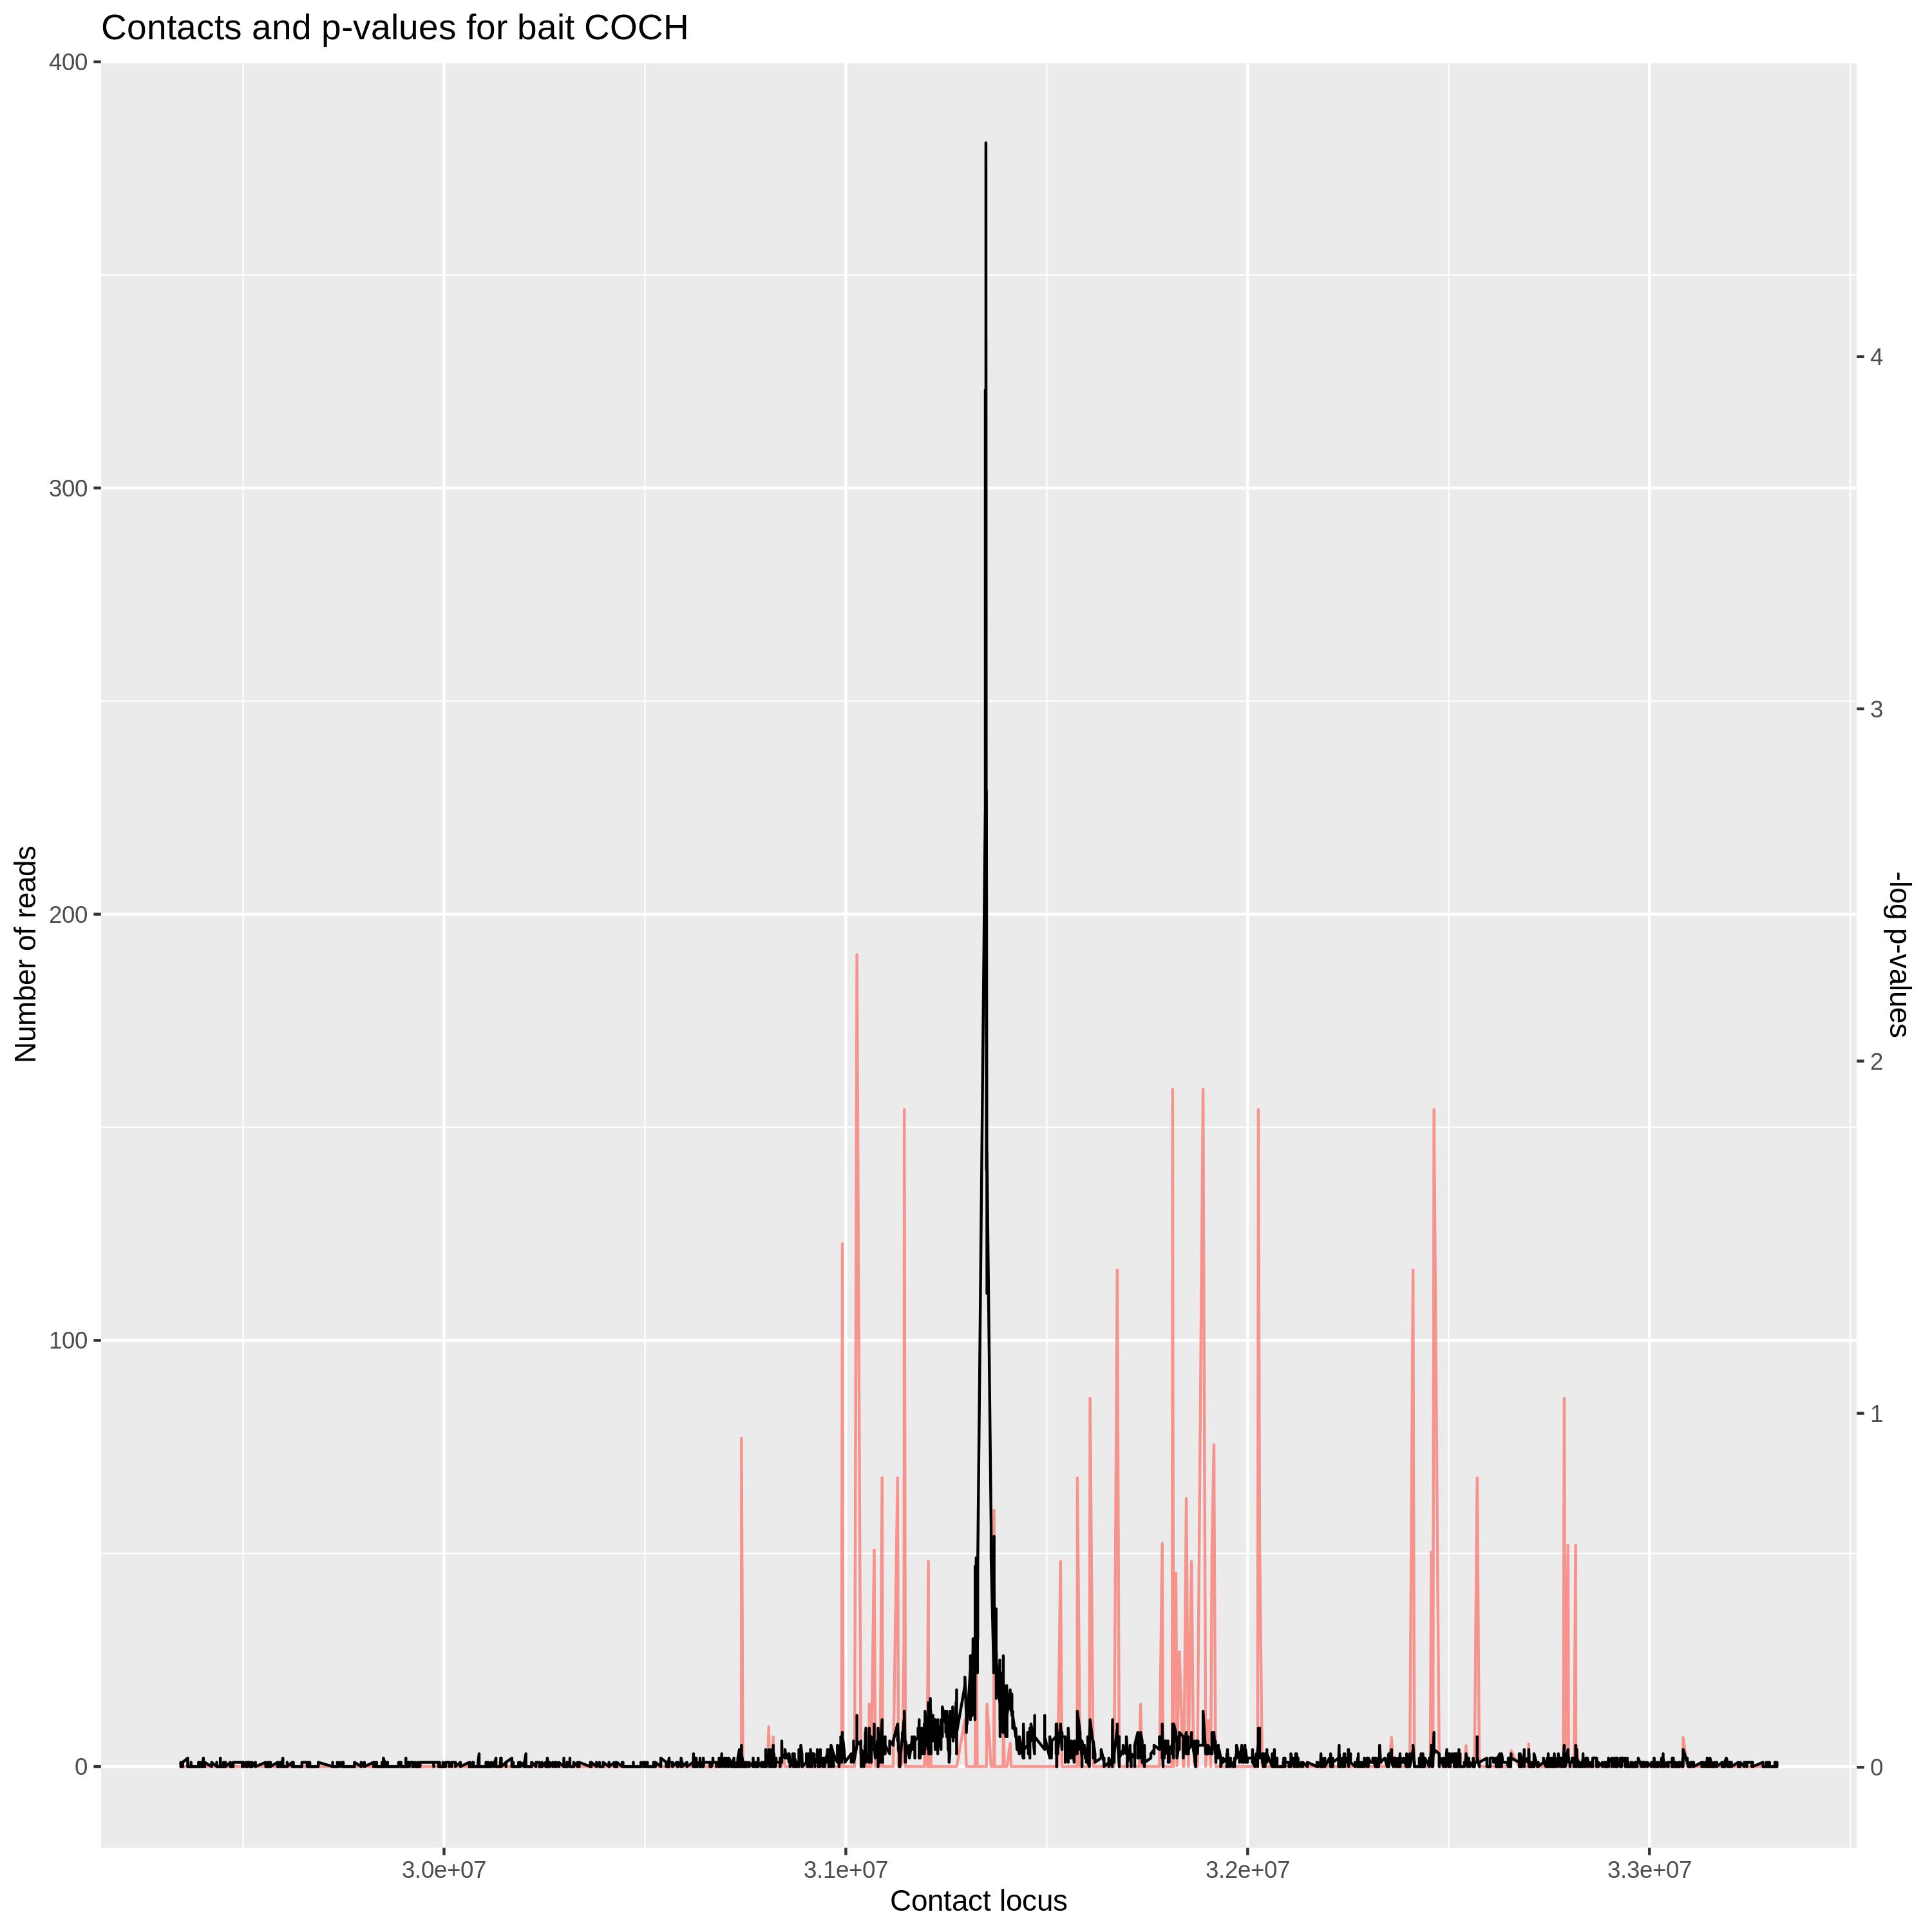 Contacts and p-values for bait COCH
400
300
200
100
0
Number of reads
4
3
2
1
0
-log p-values
3.0e+07
3.1e+07
3.2e+07
3.3e+07
Contact locus